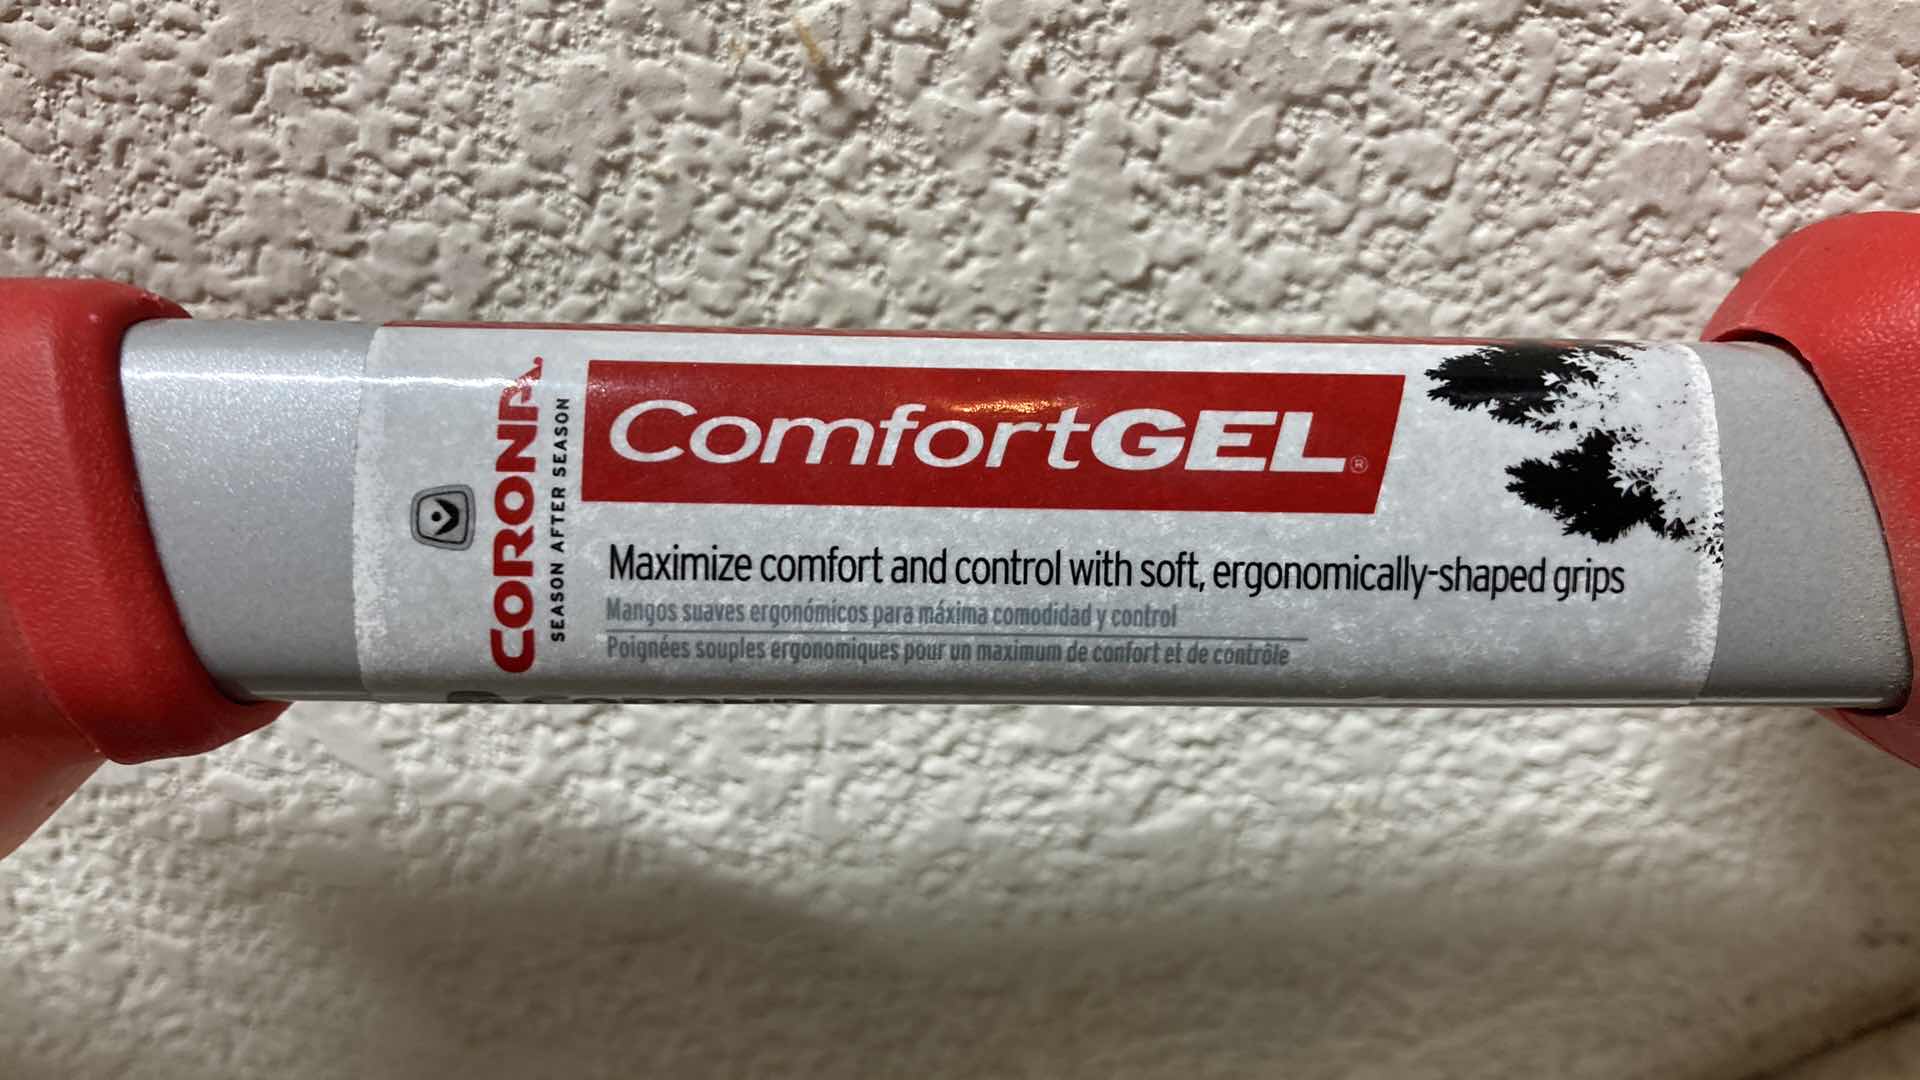 CORONA
SEASON AFTER SEASON
ComfortGEL®
Maximize comfort and control with soft, ergonomically-shaped grips
Mangos suaves ergonómicos para máxima comodidad y control
Poignées souples ergonomiques pour un maximum de confort et de contrôle